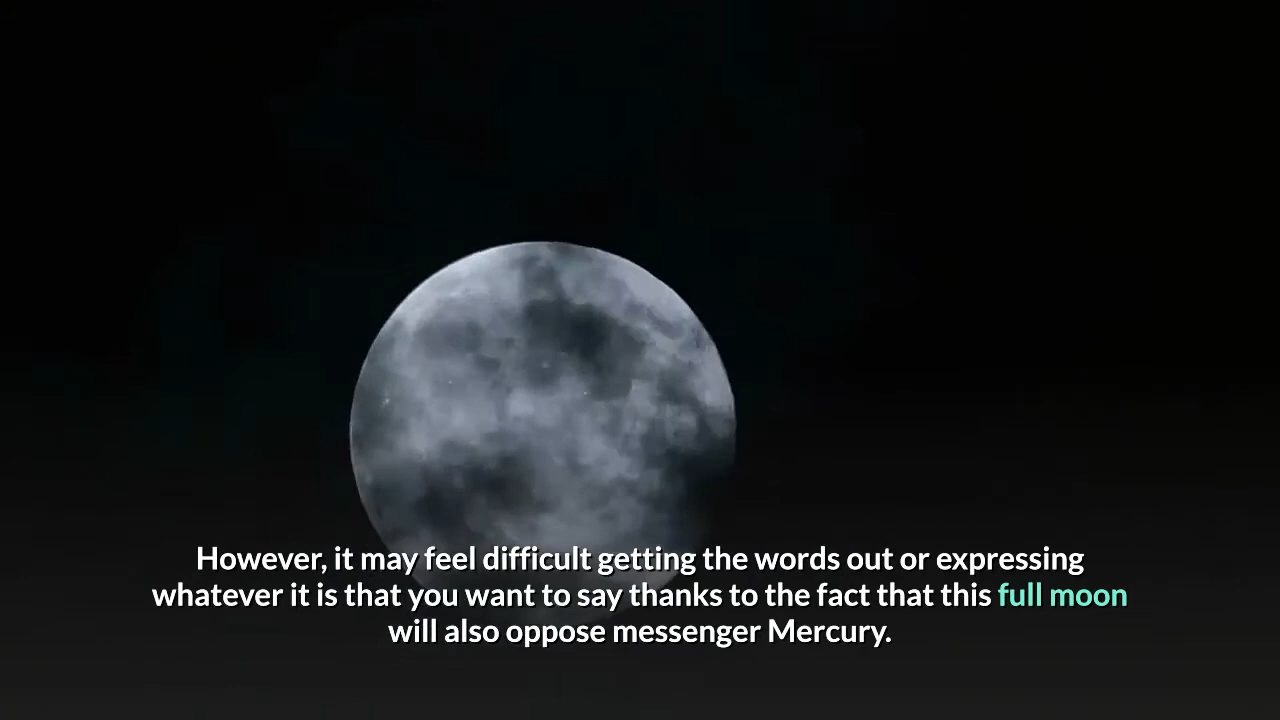 However, it may feel difficult getting the words out or expressing
whatever it is that you want to say thanks to the fact that this full moon
will also oppose messenger Mercury.